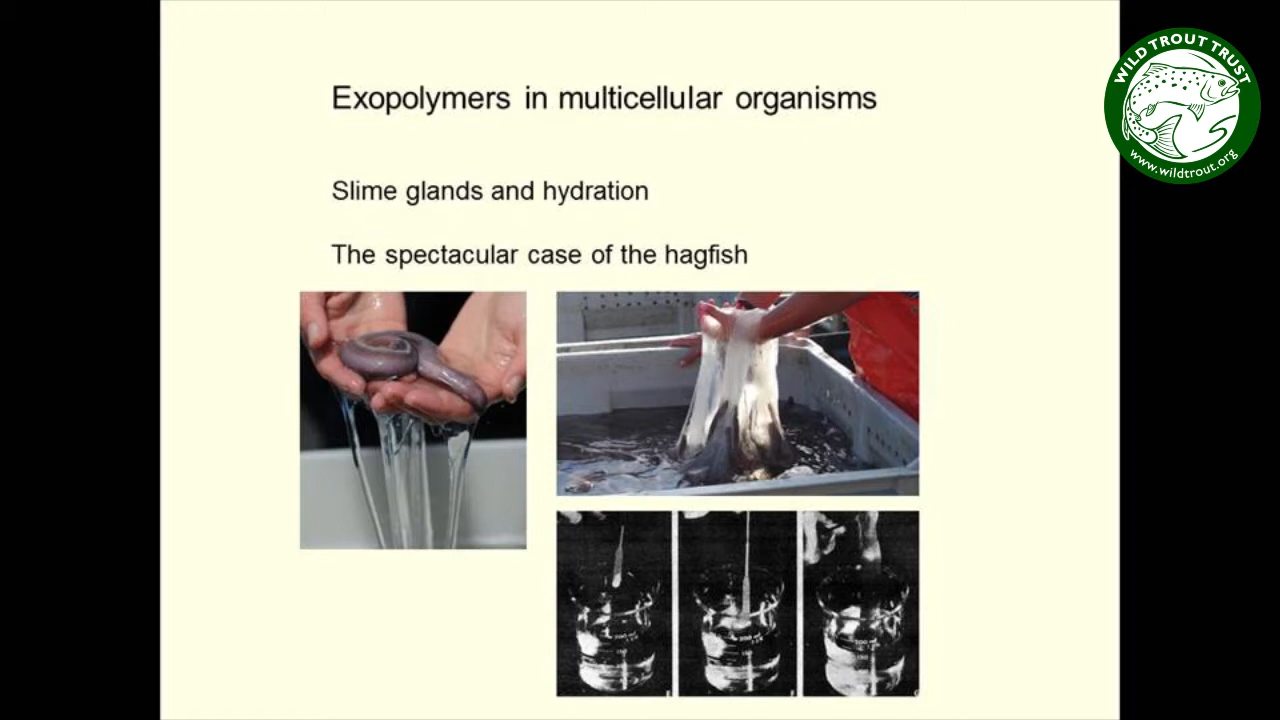 Exopolymers in multicellular organisms
WILD TROUT TRUST
www.wildtrout.org
Slime glands and hydration
The spectacular case of the hagfish